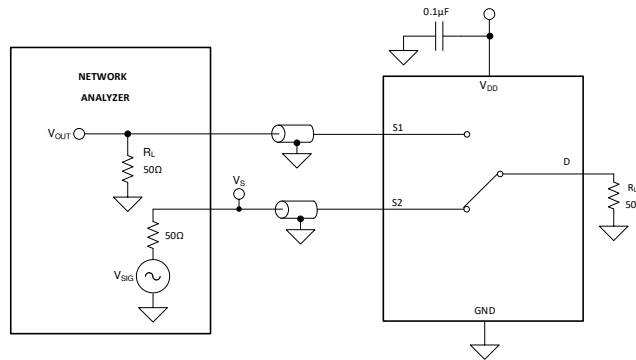 0.1µF
NETWORK
ANALYZER
VDD
VOUT
S1
RL
50Ω
D
VS
RL
50
S2
50Ω
VSIG
GND